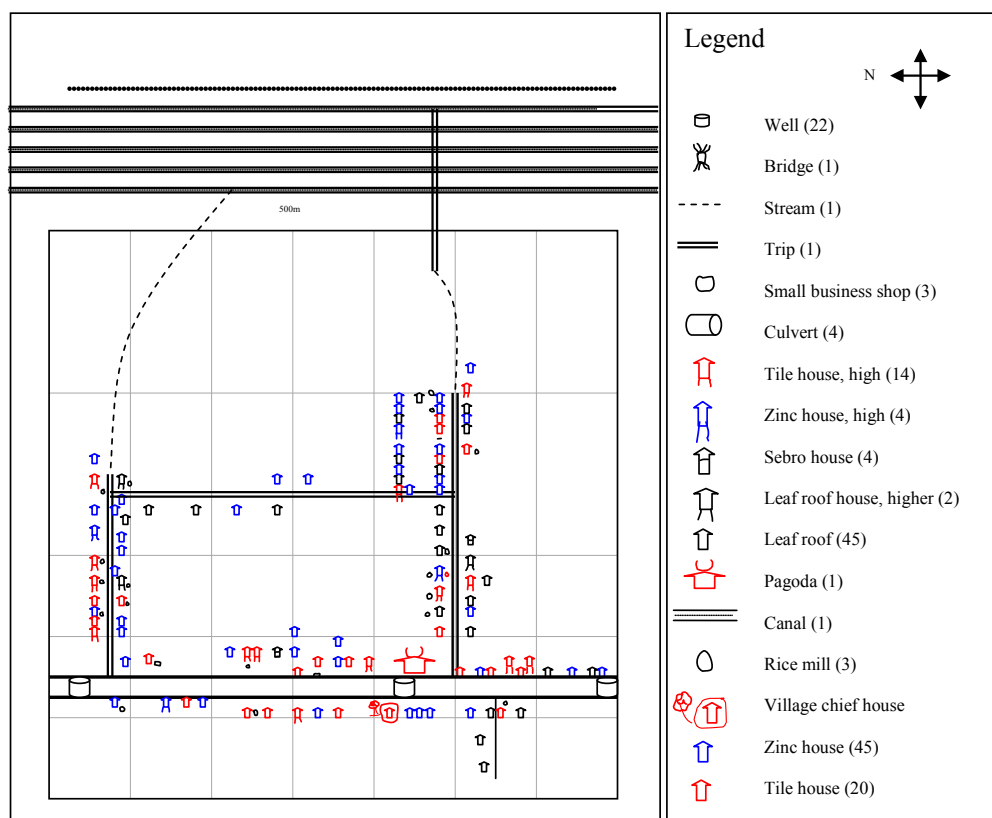 Legend
N
Well (22)
Bridge (1)
Stream (1)
500m
Trip (1)
Small business shop (3)
Culvert (4)
Tile house, high (14)
Zinc house, high (4)
Sebro house (4)
Leaf roof house, higher (2)
Leaf roof (45)
Pagoda (1)
Canal (1)
Rice mill (3)
Village chief house
Zinc house (45)
Tile house (20)